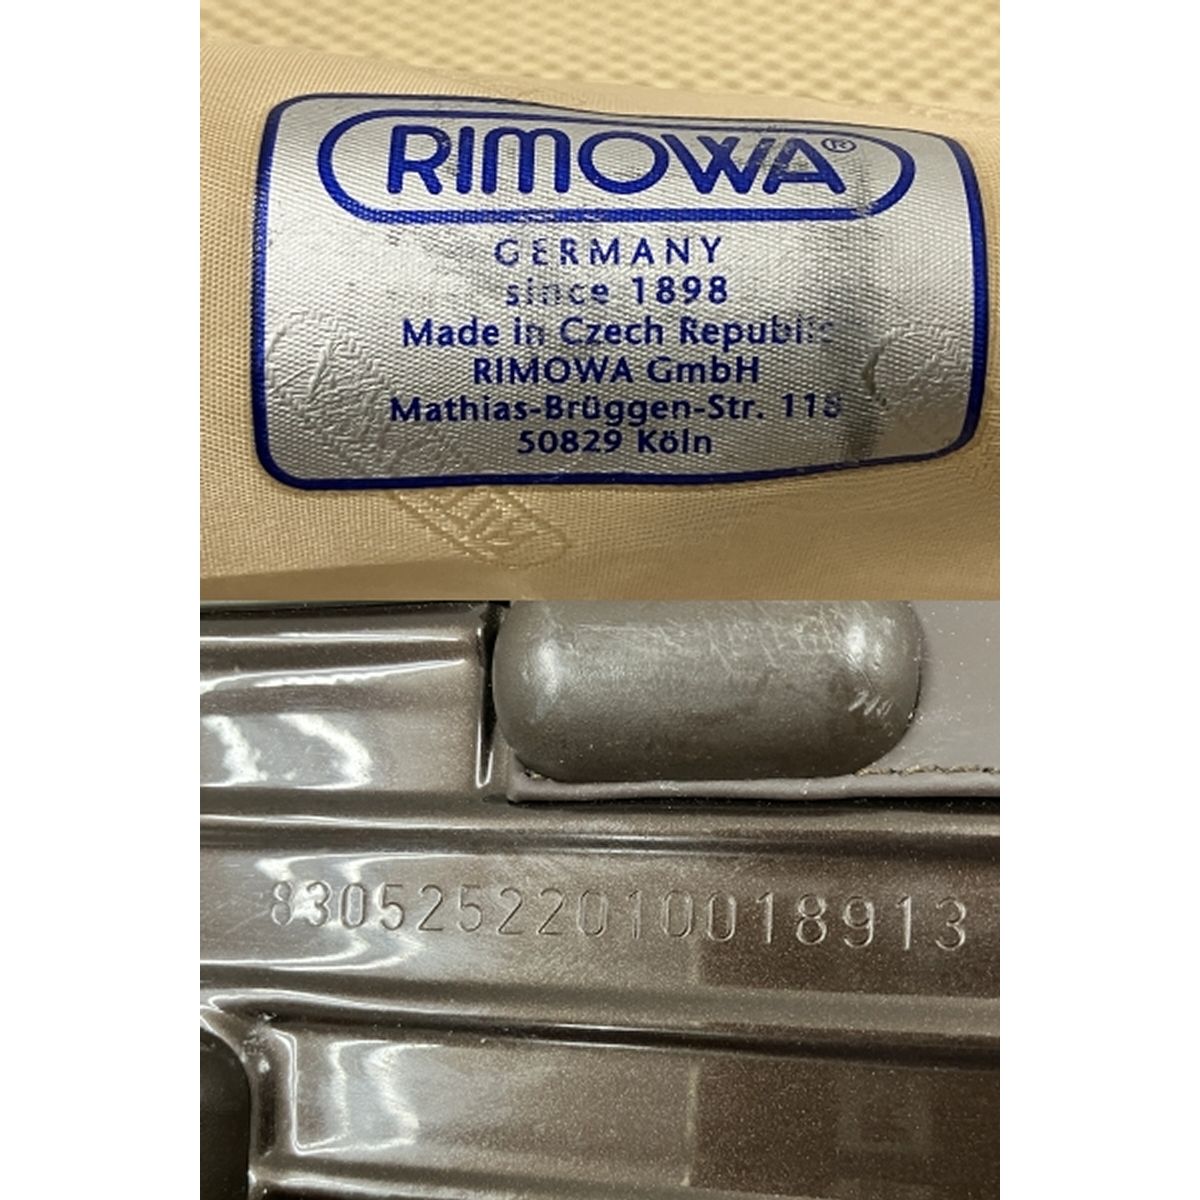 RIMOWA®
GERMANY
since 1898
Made in Czech Republic
RIMOWA GmbH
Mathias-Brüggen-Str. 118
50829 Köln
83052522010018913